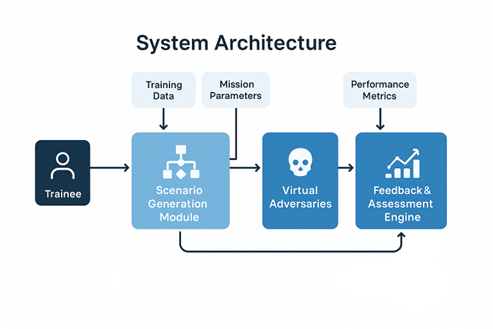 System Architecture
Training
Data
Mission
Parameters
Performance
Metrics
Trainee
Scenario
Generation
Module
Virtual
Adversaries
Feedback &
Assessment
Engine